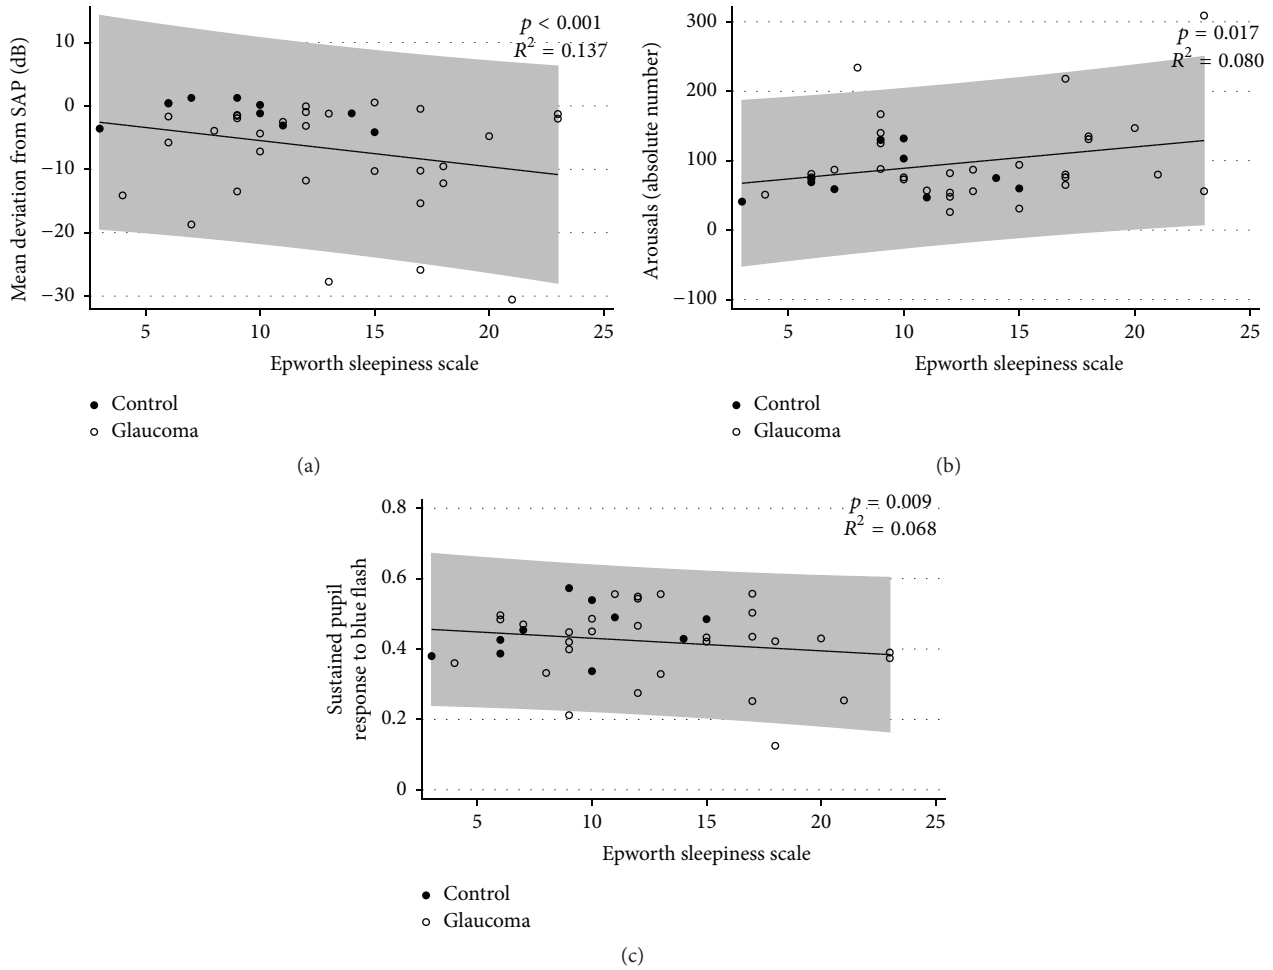 p < 0.001
R² = 0.137
10
0
−10
−20
−30
Mean deviation from SAP (dB)
5
10
15
20
25
Epworth sleepiness scale
Control
Glaucoma
(a)
p = 0.017
R² = 0.080
300
200
100
0
−100
Arousals (absolute number)
5
10
15
20
25
Epworth sleepiness scale
Control
Glaucoma
(b)
p = 0.009
R² = 0.068
0.8
0.6
0.4
0.2
0
Sustained pupil
response to blue flash
5
10
15
20
25
Epworth sleepiness scale
Control
Glaucoma
(c)